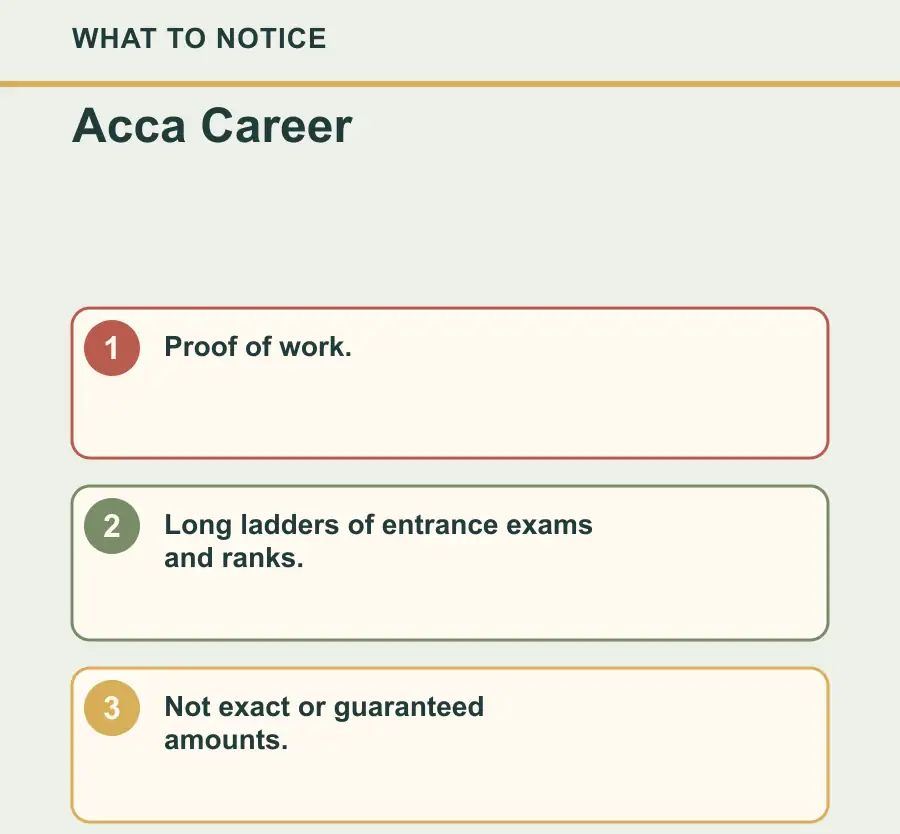 WHAT TO NOTICE
Acca Career
1
Proof of work.
2
Long ladders of entrance exams
and ranks.
3
Not exact or guaranteed
amounts.